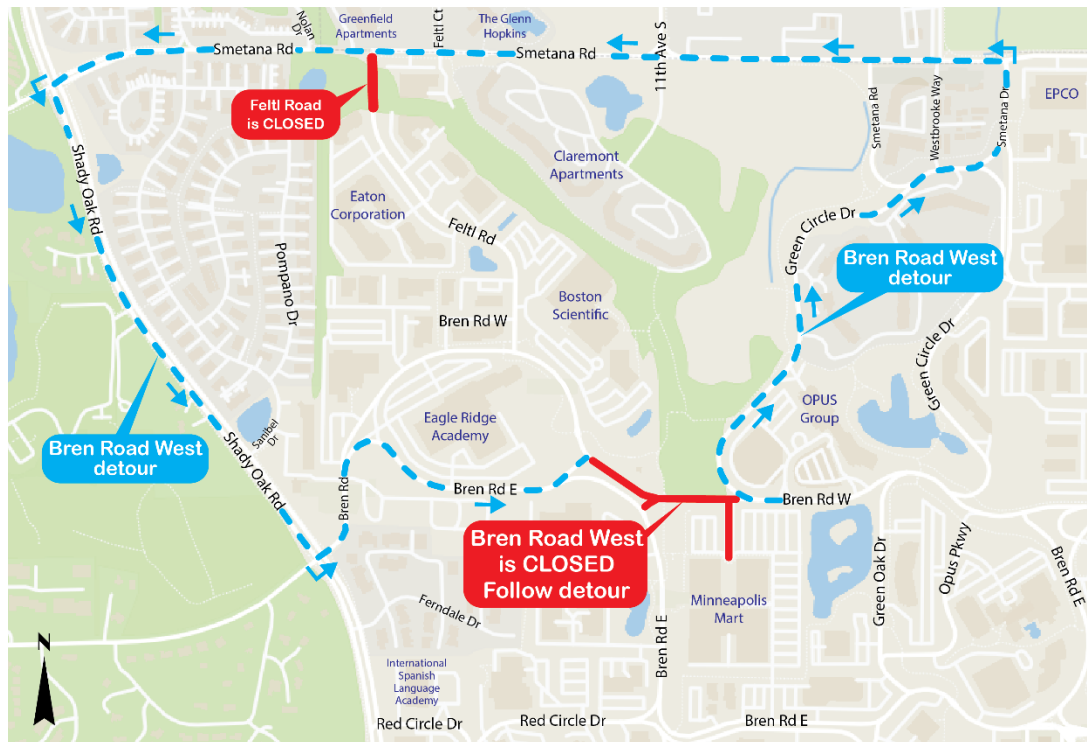 Nolan
Dr
Greenfield
Apartments
Feltl Ct
The Glenn
Hopkins
11th Ave S
Smetana Rd
Smetana Rd
Feltl Road
is CLOSED
Smetana Rd
Westbrooke Way
Smetana Dr
EPCO
Shady Oak Rd
Claremont
Apartments
Eaton
Corporation
Feltl Rd
Green Circle Dr
Pompano Dr
Bren Road West
detour
Boston
Scientific
Bren Rd W
Green Circle Dr
OPUS
Group
Eagle Ridge
Academy
Sanibel
Dr
Bren Road West
detour
Shady Oak Rd
Bren Rd
Bren Rd E
Bren Rd W
Bren Road West
is CLOSED
Follow detour
Green Oak Dr
Opus Pkwy
Bren Rd E
Minneapolis
Mart
Ferndale Dr
Bren Rd E
N
International
Spanish
Language
Academy
Red Circle Dr
Red Circle Dr
Bren Rd E